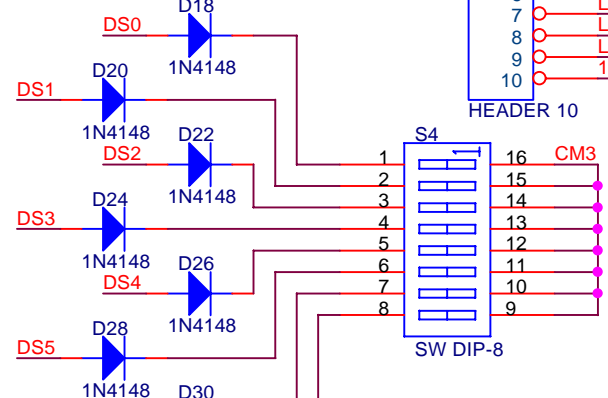 D18
DS0
1N4148
D20
DS1
1N4148
D22
DS2
1N4148
D24
DS3
1N4148
D26
DS4
1N4148
D28
DS5
1N4148
D30
7 L
8 L
9 L
10 1
HEADER 10
S4
1
1 16 CM3
2 15
3 14
4 13
5 12
6 11
7 10
8 9
SW DIP-8